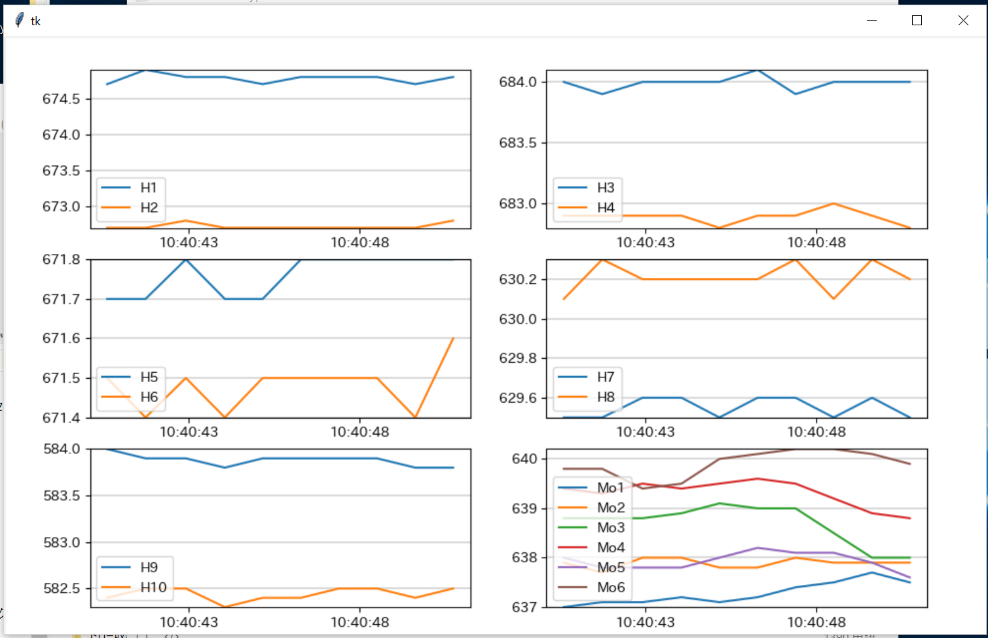 tk
674.5
674.0
673.5
673.0
H1
H2
10:40:43 10:40:48
684.0
683.5
683.0
H3
H4
10:40:43 10:40:48
671.8
671.7
671.6
671.5
671.4
H5
H6
10:40:43 10:40:48
630.2
630.0
629.8
629.6
H7
H8
10:40:43 10:40:48
584.0
583.5
583.0
582.5
H9
H10
10:40:43 10:40:48
640
639
638
637
Mo1
Mo2
Mo3
Mo4
Mo5
Mo6
10:40:43 10:40:48